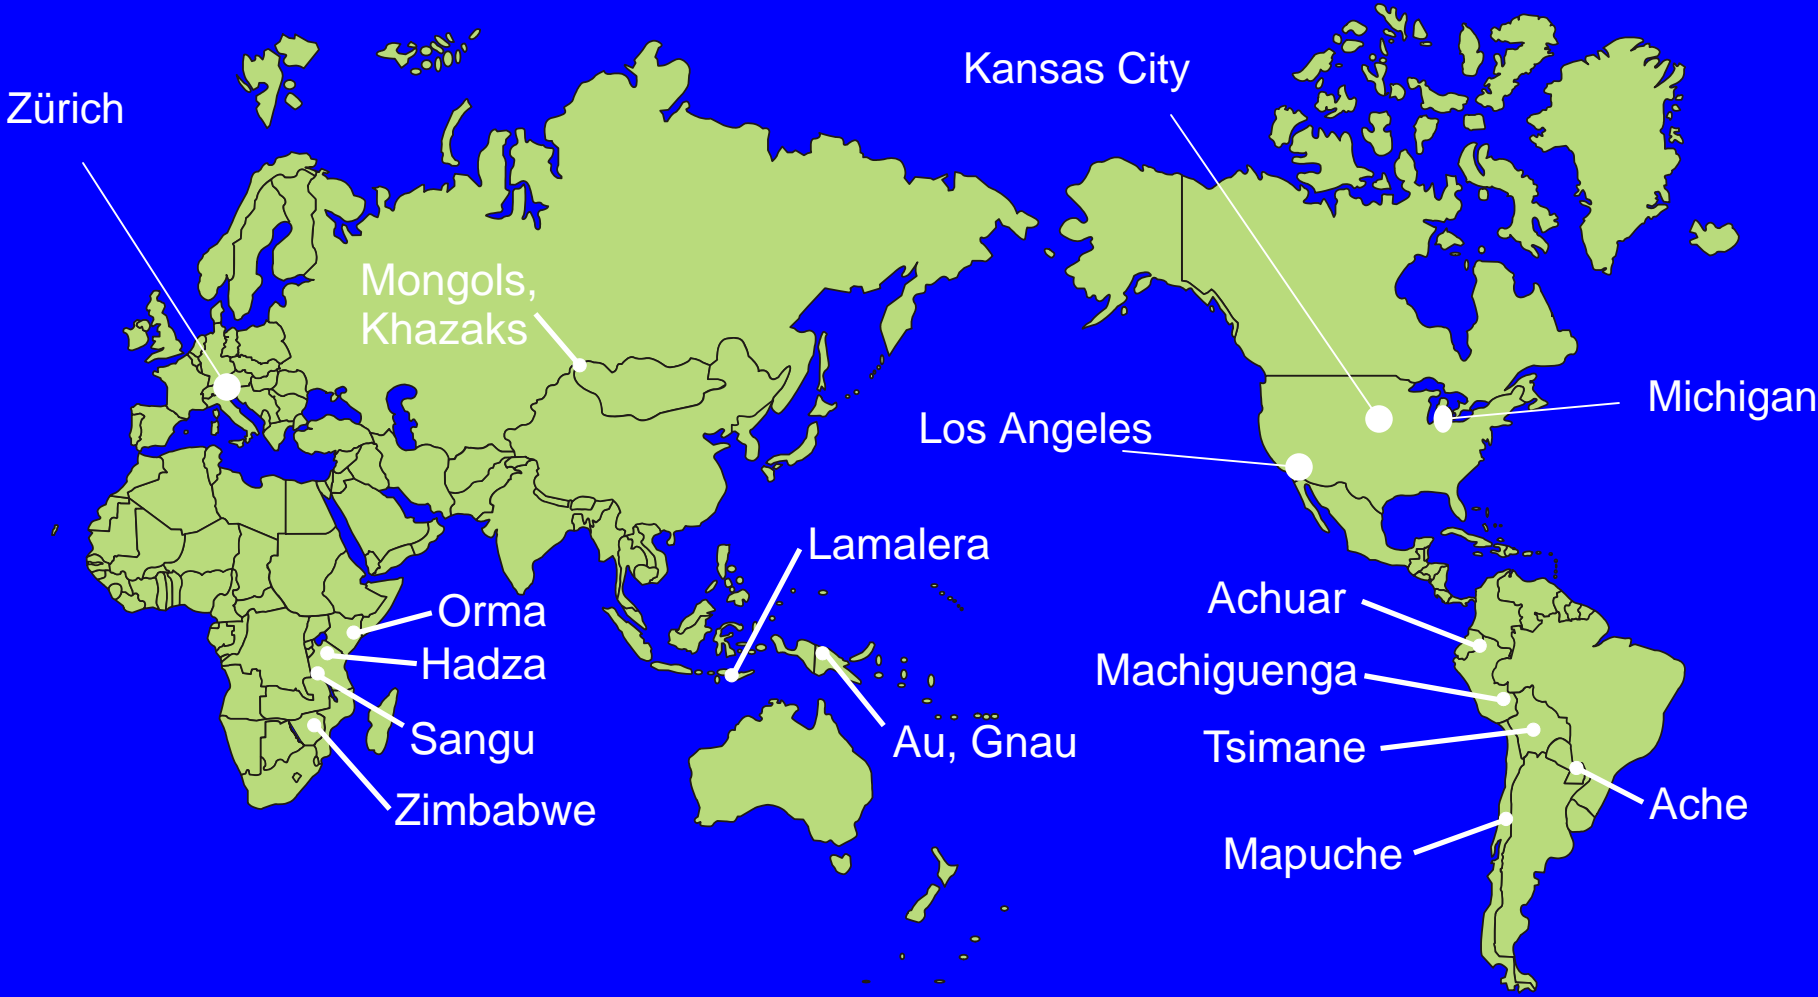 Kansas City
Zürich
Mongols,
Khazaks
Michigan
Los Angeles
Lamalera
Orma
Achuar
Hadza
Machiguenga
Sangu
Au, Gnau
Tsimane
Zimbabwe
Ache
Mapuche